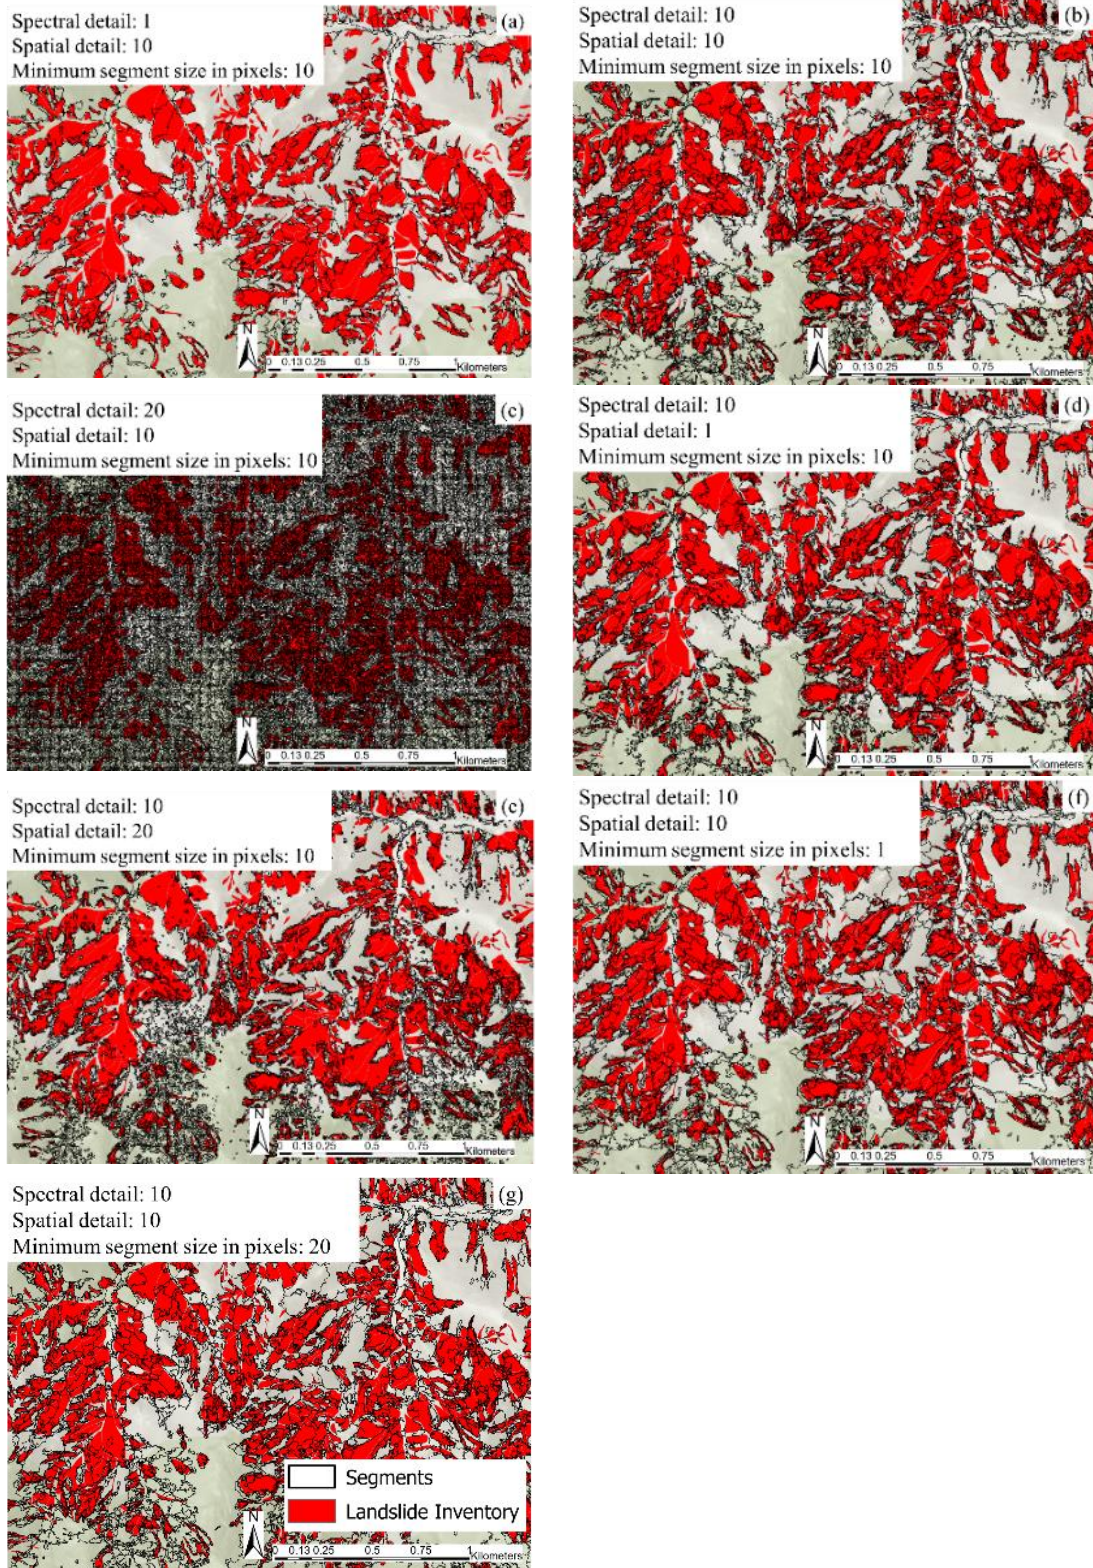 Spectral detail: 1
Spatial detail: 10
Minimum segment size in pixels: 10
(a)
N
0 0.13 0.25 0.5 0.75 1
Kilometers
Spectral detail: 10
Spatial detail: 10
Minimum segment size in pixels: 10
(b)
N
0 0.13 0.25 0.5 0.75 1
Kilometers
Spectral detail: 20
Spatial detail: 10
Minimum segment size in pixels: 10
(c)
N
0 0.13 0.25 0.5 0.75 1
Kilometers
Spectral detail: 10
Spatial detail: 1
Minimum segment size in pixels: 10
(d)
N
0 0.13 0.25 0.5 0.75 1
Kilometers
Spectral detail: 10
Spatial detail: 20
Minimum segment size in pixels: 10
(e)
N
0 0.13 0.25 0.5 0.75 1
Kilometers
Spectral detail: 10
Spatial detail: 10
Minimum segment size in pixels: 1
(f)
N
0 0.13 0.25 0.5 0.75 1
Kilometers
Spectral detail: 10
Spatial detail: 10
Minimum segment size in pixels: 20
(g)
Segments
Landslide Inventory
N
0 0.13 0.25 0.5 0.75 1
Kilometers